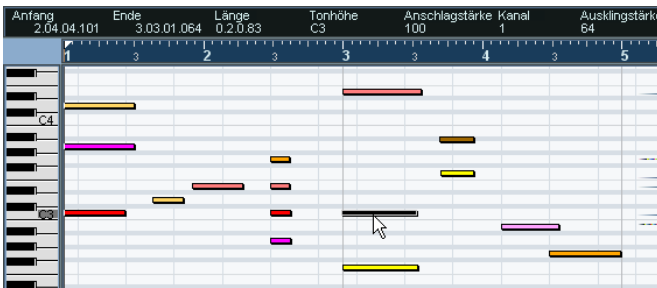 Anfang Ende Länge Tonhöhe Anschlagstärke Kanal Ausklingstärke
2.04.04.101 3.03.01.064 0.2.0.83 C3 100 1 64
1 3 2 3 3 3 4 3 5
C4
C3